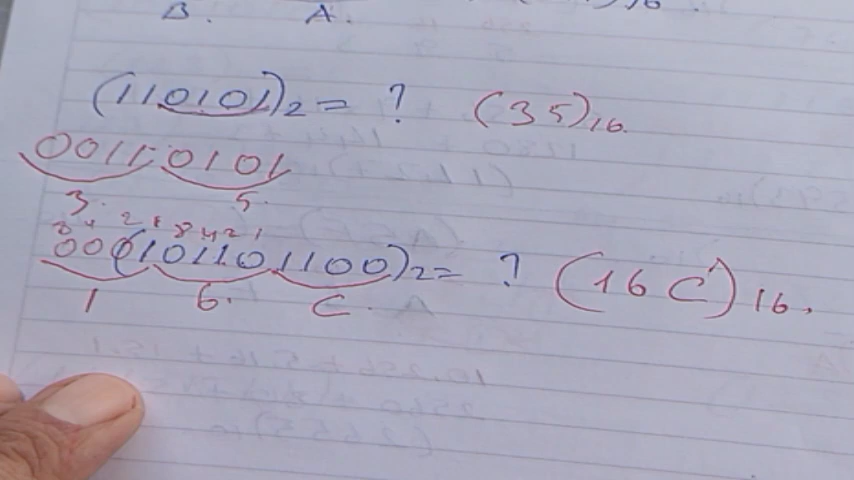 B. A.
(110101)2 = ? (35)16.
0011 0101
3. 5.
8 4 2 1 8 4 2 1
000(101101100)2 = ? (16C)16.
1 6. C.